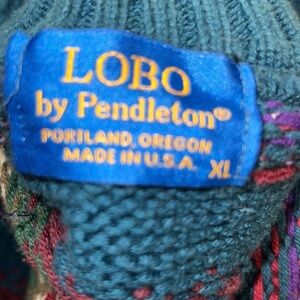 LOBO
by Pendleton®
PORTLAND, OREGON
MADE IN U.S.A. XL